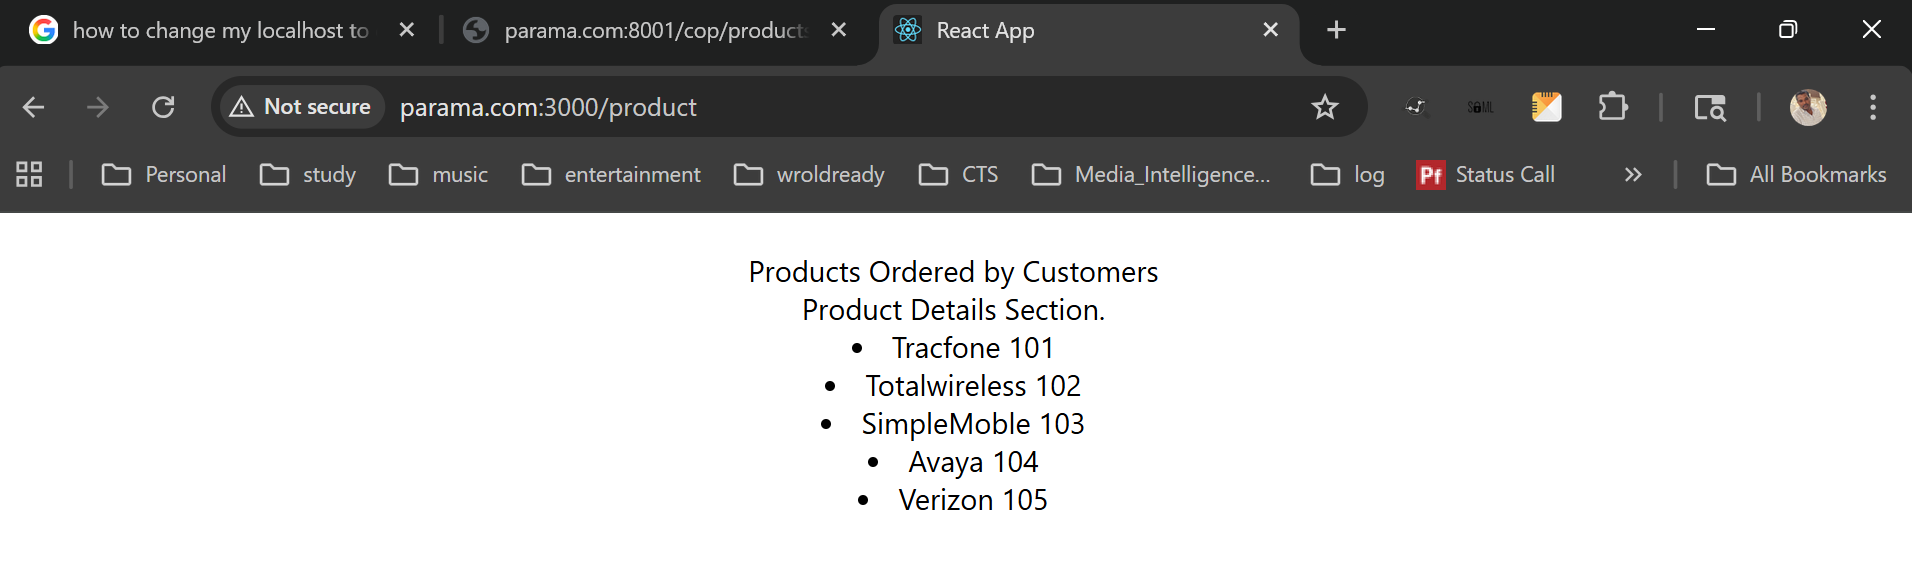 how to change my localhost to
parama.com:8001/cop/products
React App
Not secure
parama.com:3000/product
SAML
Personal
study
music
entertainment
wroldready
CTS
Media_Intelligence...
log
Pf
Status Call
All Bookmarks
Products Ordered by Customers
Product Details Section.
• Tracfone 101
• Totalwireless 102
• SimpleMoble 103
• Avaya 104
• Verizon 105